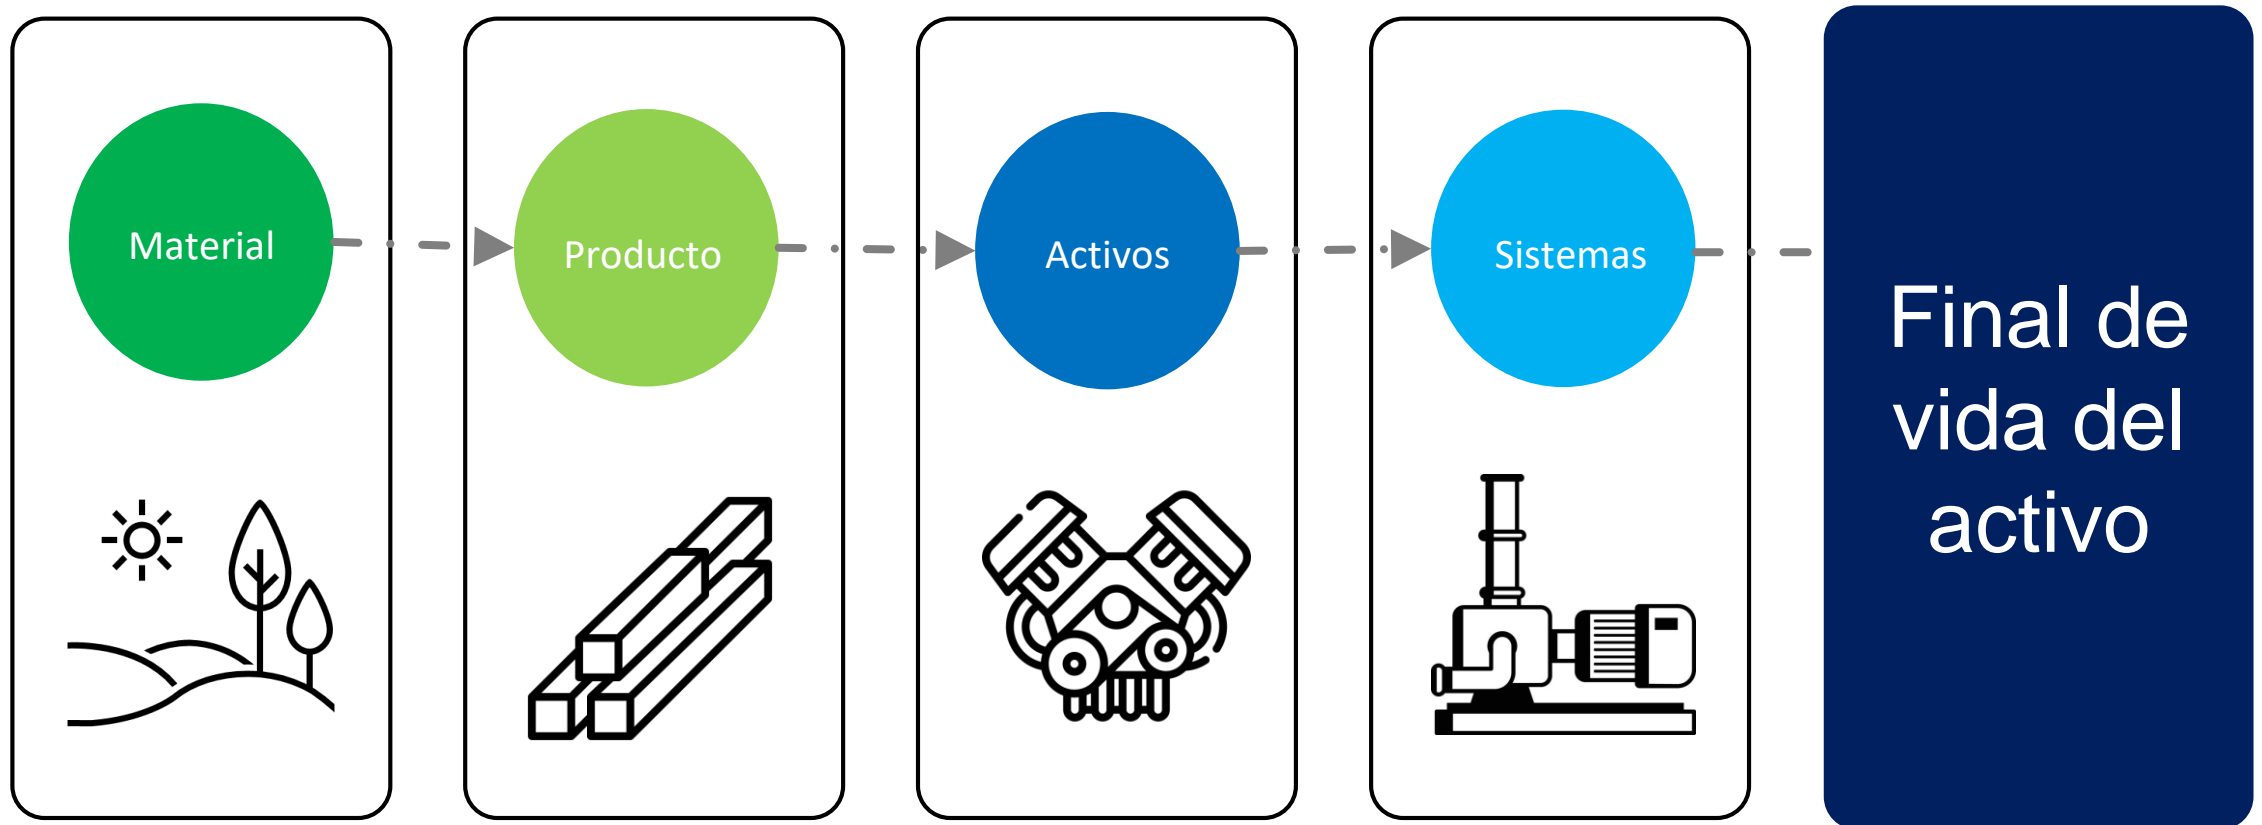 Material
Producto
Activos
Sistemas
Final de
vida del
activo